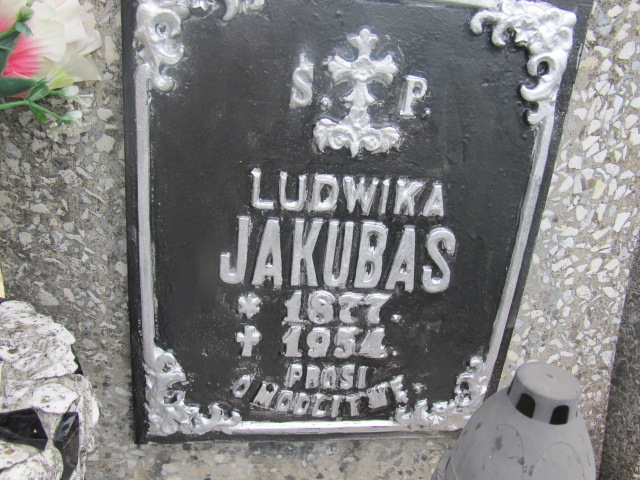 Ś. P.
LUDWIKA
JAKUBAS
* 1877.
✝ 1954.
PROSI
O MODLITWĘ.